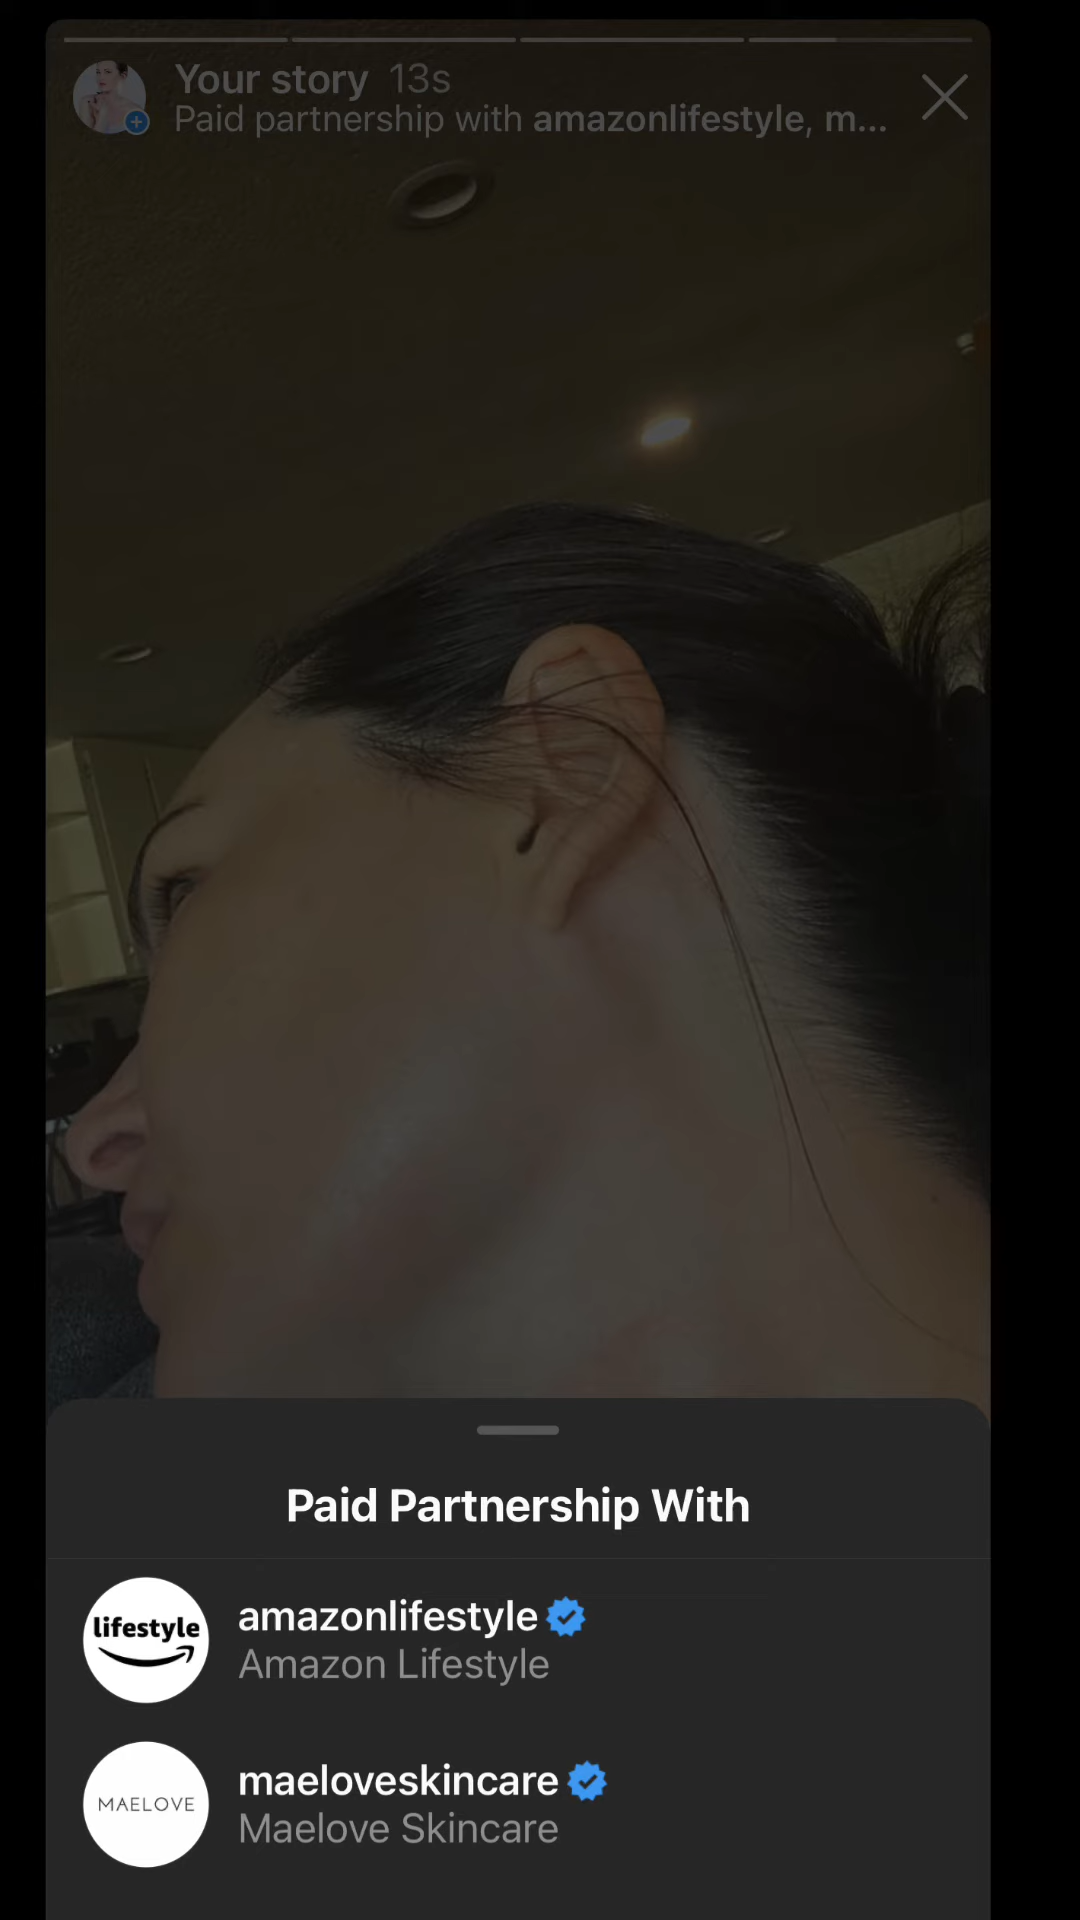 Your story 13s
Paid partnership with amazonlifestyle, m...
Paid Partnership With
lifestyle
amazonlifestyle
Amazon Lifestyle
MAELOVE
maeloveskincare
Maelove Skincare